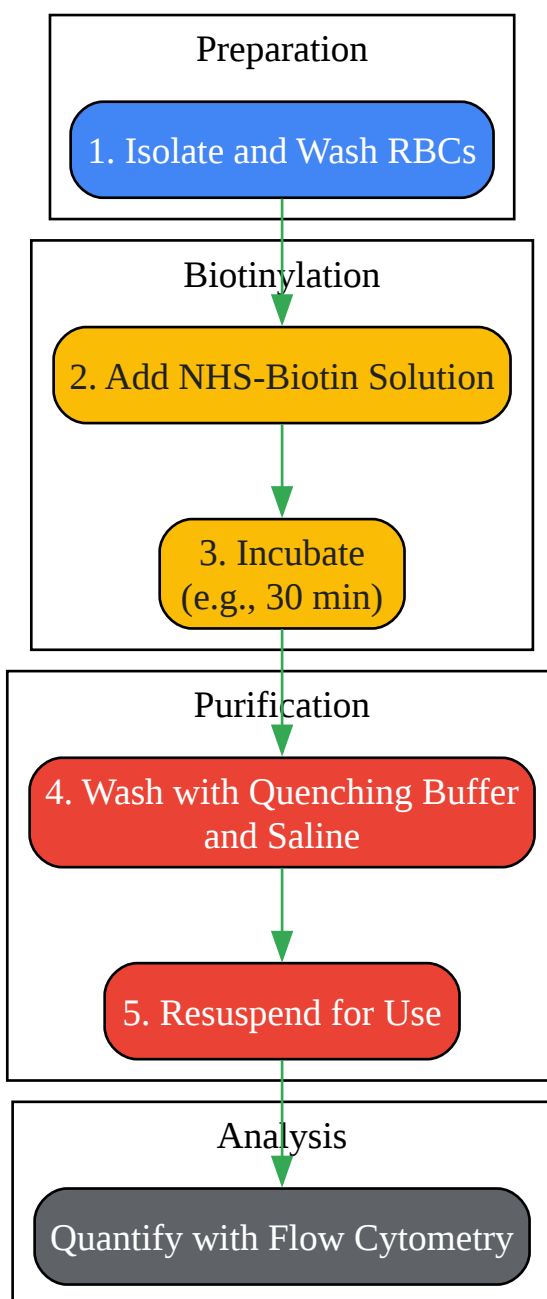 Preparation
1. Isolate and Wash RBCs
Biotinylation
2. Add NHS-Biotin Solution
3. Incubate
(e.g., 30 min)
Purification
4. Wash with Quenching Buffer
and Saline
5. Resuspend for Use
Analysis
Quantify with Flow Cytometry